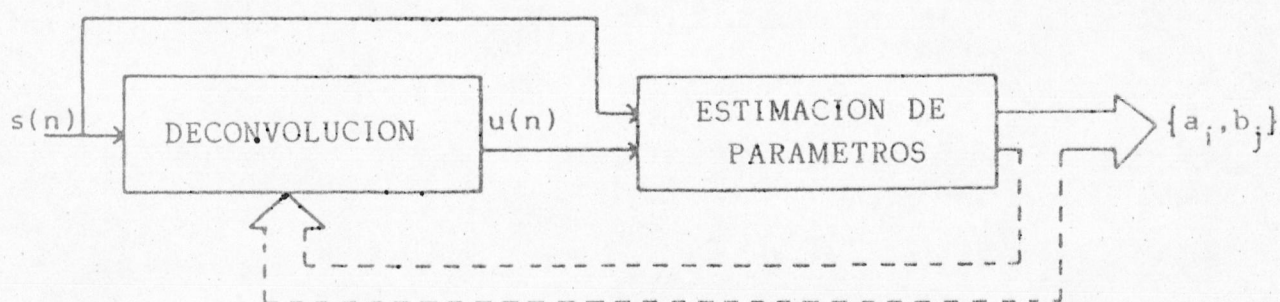 s(n)
DECONVOLUCION
u(n)
ESTIMACION DE
PARAMETROS
{a_i,b_j}